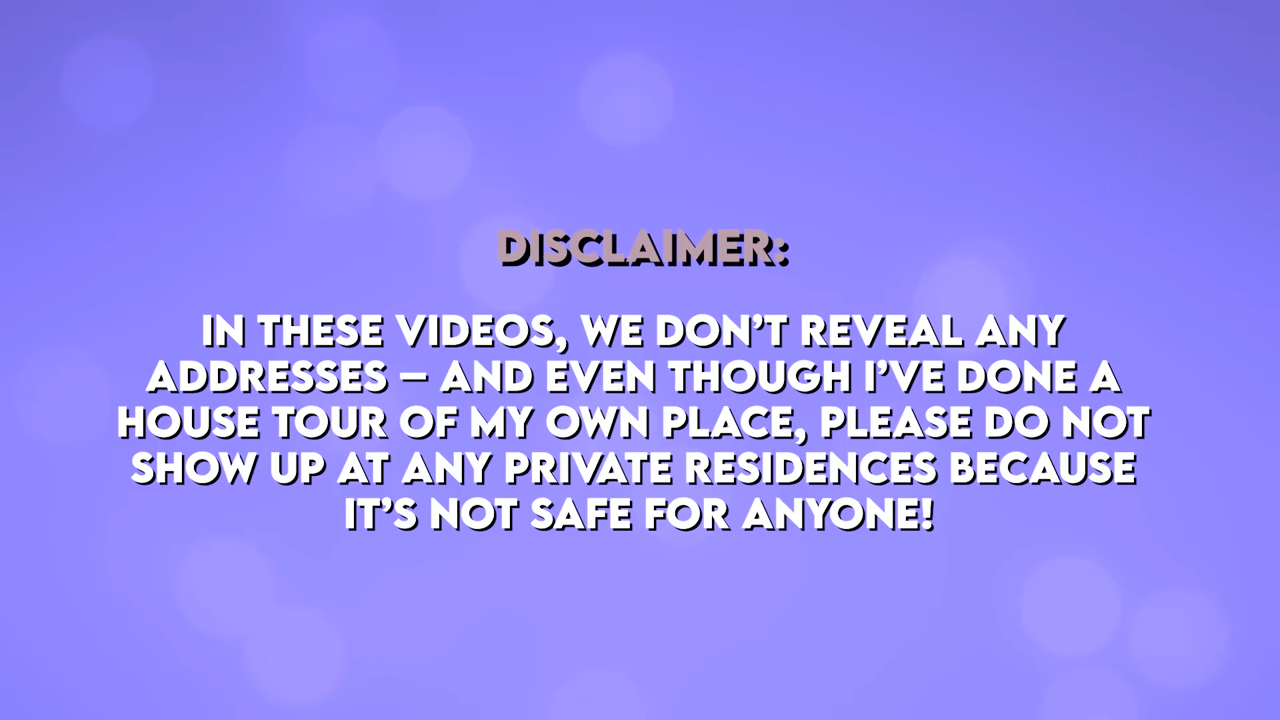 DISCLAIMER:
IN THESE VIDEOS, WE DON’T REVEAL ANY
ADDRESSES – AND EVEN THOUGH I’VE DONE A
HOUSE TOUR OF MY OWN PLACE, PLEASE DO NOT
SHOW UP AT ANY PRIVATE RESIDENCES BECAUSE
IT’S NOT SAFE FOR ANYONE!